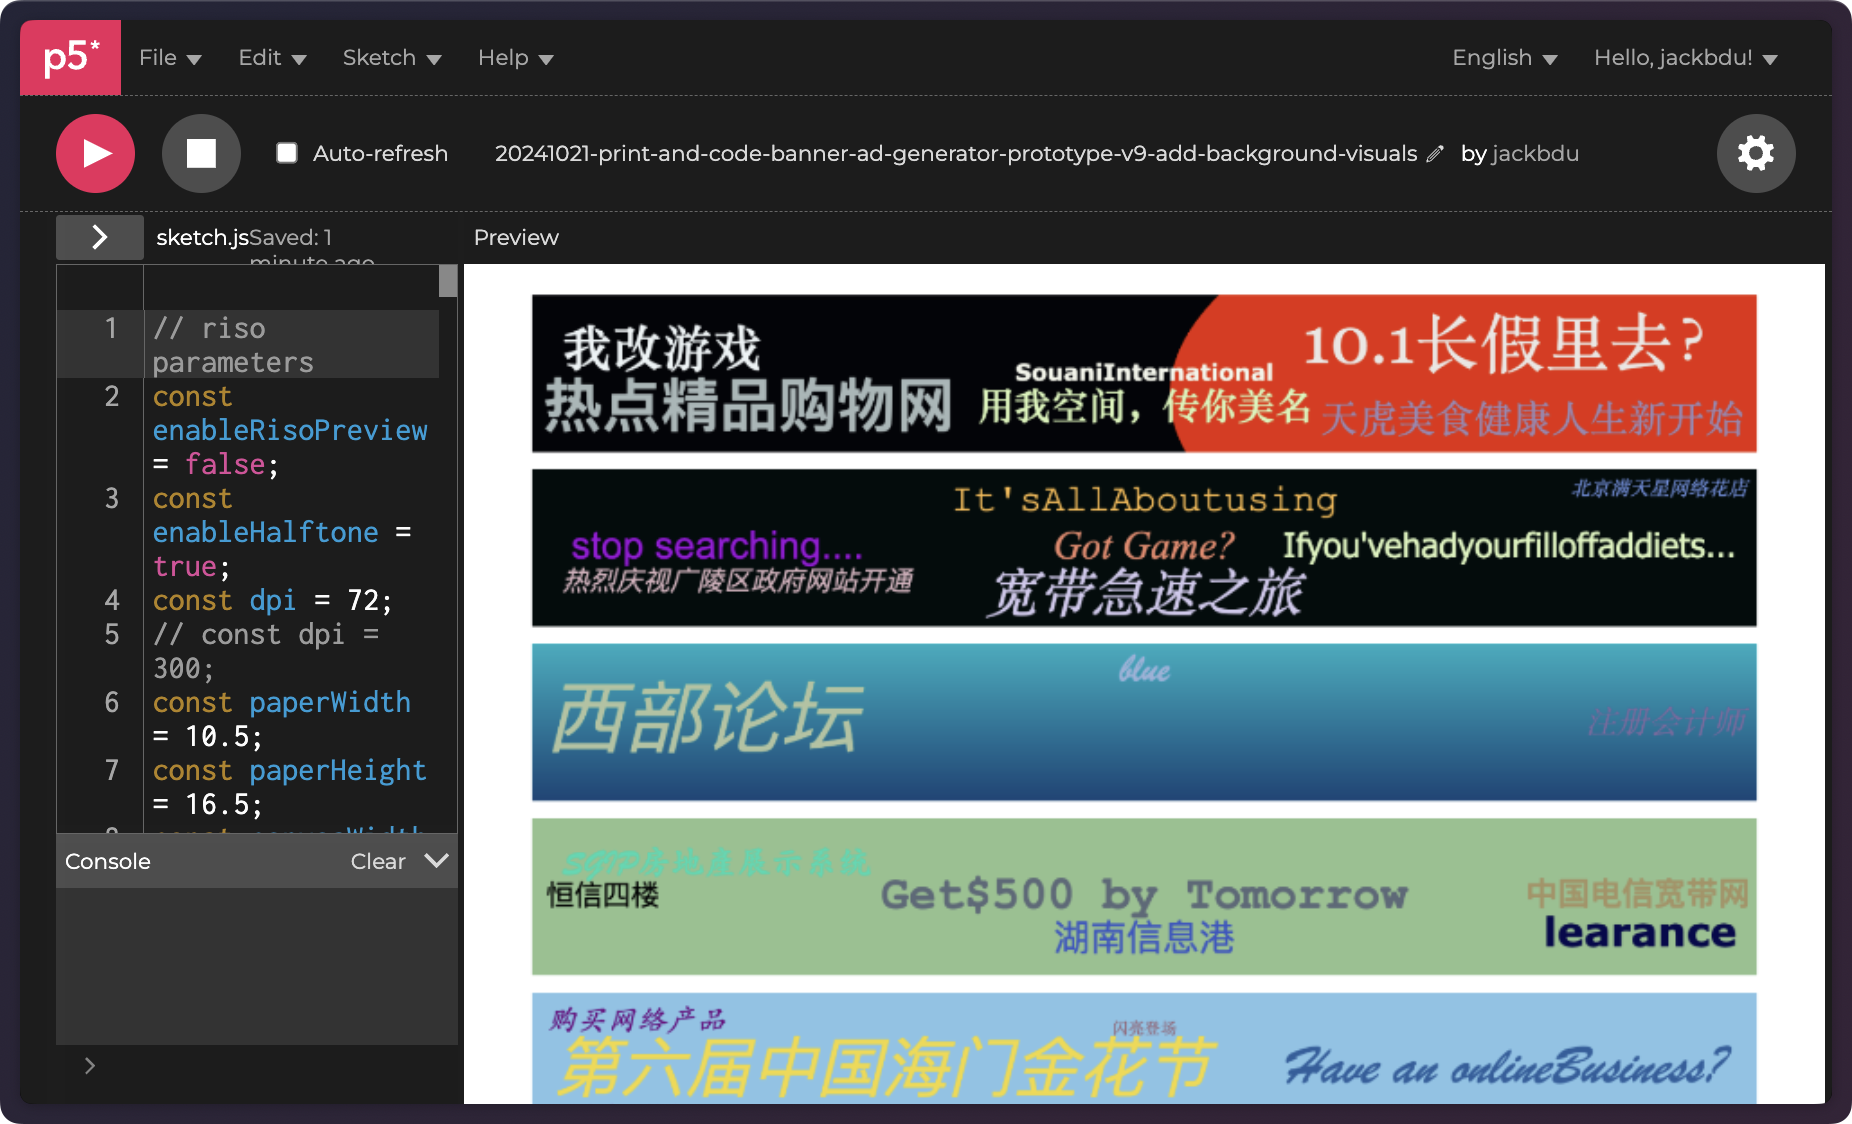 p5* File Edit Sketch Help English Hello, jackbdu!
Auto-refresh 20241021-print-and-code-banner-ad-generator-prototype-v9-add-background-visuals by jackbdu
sketch.js Saved: 1 minute ago
Preview
1 // riso parameters
2 const enableRisoPreview = false;
3 const enableHalftone = true;
4 const dpi = 72;
5 // const dpi = 300;
6 const paperWidth = 10.5;
7 const paperHeight = 16.5;
8 const canvasWidth
Console Clear
我改游戏
热点精品购物网
SouaniInternational
用我空间，传你美名
10.1长假里去?
天虎美食健康人生新开始
It'sAllAboutusing
北京满天星网络花店
stop searching....
Got Game?
Ifyou'vehadyourfilloffaddiets...
热烈庆视广陵区政府网站开通
宽带急速之旅
blue
西部论坛
注册会计师
SGIP房地产展示系统
恒信四楼
Get$500 by Tomorrow
湖南信息港
中国电信宽带网
learance
购买网络产品
闪亮登场
第六届中国海门金花节
Have an onlineBusiness?